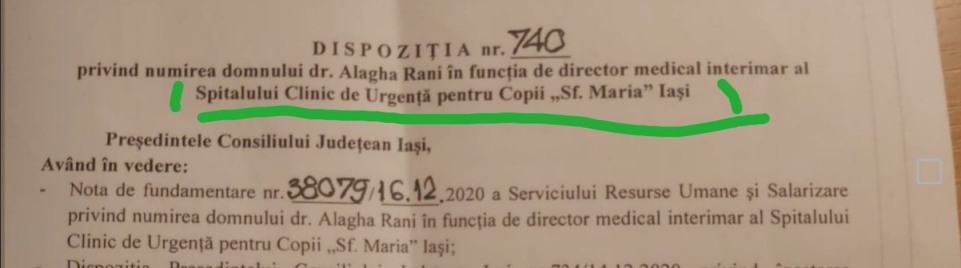 DISPOZIȚIA nr. 740
privind numirea domnului dr. Alagha Rani în funcția de director medical interimar al
Spitalului Clinic de Urgență pentru Copii „Sf. Maria” Iași
Președintele Consiliului Județean Iași,
Având în vedere:
- Nota de fundamentare nr. 38079/16.12.2020 a Serviciului Resurse Umane și Salarizare
privind numirea domnului dr. Alagha Rani în funcția de director medical interimar al Spitalului
Clinic de Urgență pentru Copii „Sf. Maria” Iași;